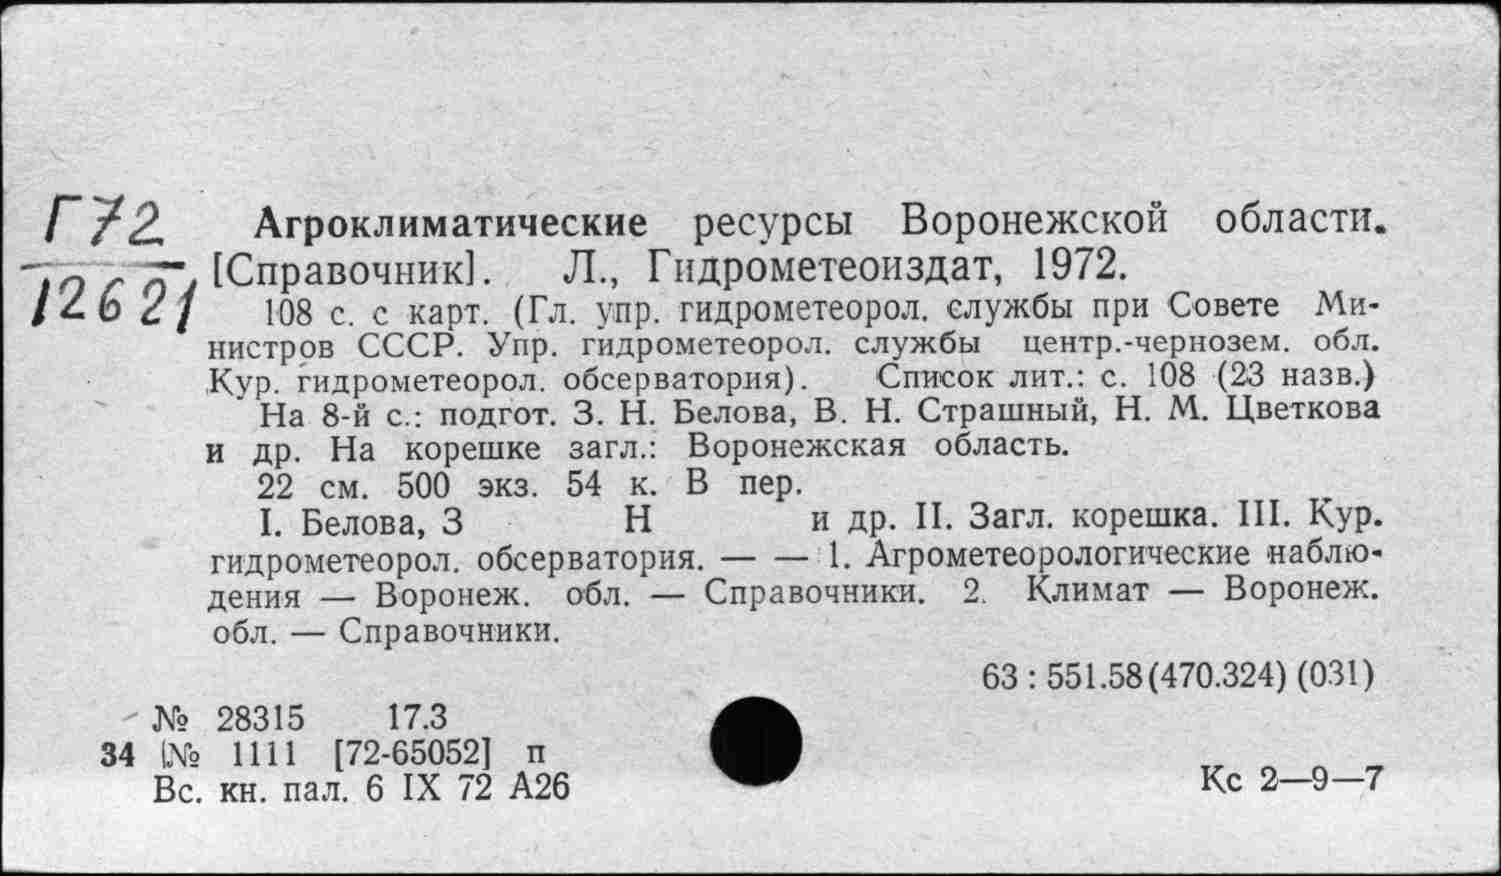 Г72
12621
Агроклиматические ресурсы Воронежской области.
[Справочник]. Л., Гидрометеоиздат, 1972.
108 с. с карт. (Гл. упр. гидрометеорол. службы при Совете Ми-
нистров СССР. Упр. гидрометеорол. службы центр.-чернозем. обл.
Кур. гидрометеорол. обсерватория). Список лит.: с. 108 (23 назв.)
На 8-й с.: подгот. З. Н. Белова, В. Н. Страшный, Н. М. Цветкова
и др. На корешке загл.: Воронежская область.
22 см. 500 экз. 54 к. В пер.
I. Белова, З Н и др. II. Загл. корешка. III. Кур.
гидрометеорол. обсерватория. — — 1. Агрометеорологические наблю-
дения — Воронеж. обл. — Справочники. 2. Климат — Воронеж.
обл. — Справочники.
63 : 551.58(470.324) (031)
№ 28315 17.3
34 [№ 1111 [72-65052] п
Вс. кн. пал. 6 IX 72 А26
Кс 2—9—7